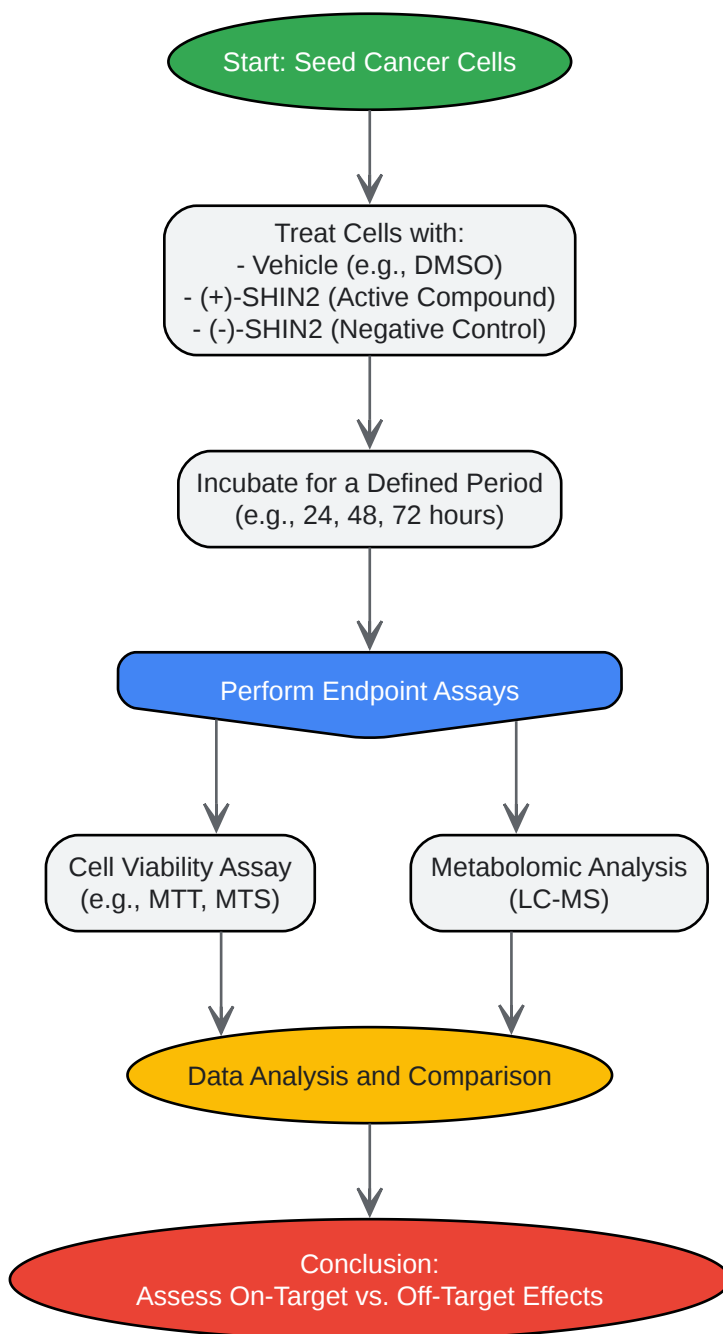 Start: Seed Cancer Cells
Treat Cells with:
- Vehicle (e.g., DMSO)
- (+)-SHIN2 (Active Compound)
- (-)-SHIN2 (Negative Control)
Incubate for a Defined Period
(e.g., 24, 48, 72 hours)
Perform Endpoint Assays
Cell Viability Assay
(e.g., MTT, MTS)
Metabolomic Analysis
(LC-MS)
Data Analysis and Comparison
Conclusion:
Assess On-Target vs. Off-Target Effects